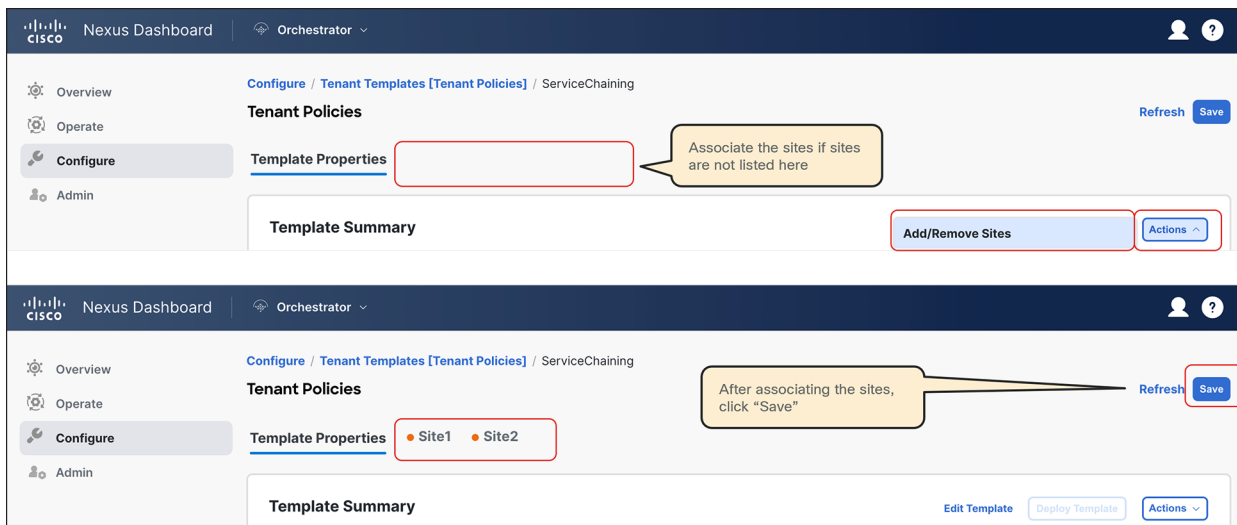 CISCO Nexus Dashboard Orchestrator ?
Overview
Operate
Configure
Admin
Configure / Tenant Templates [Tenant Policies] / ServiceChaining
Tenant Policies
Refresh Save
Template Properties
Associate the sites if sites
are not listed here
Template Summary
Add/Remove Sites Actions
CISCO Nexus Dashboard Orchestrator ?
Overview
Operate
Configure
Admin
Configure / Tenant Templates [Tenant Policies] / ServiceChaining
Tenant Policies
After associating the sites,
click “Save”
Refresh Save
Template Properties Site1 Site2
Template Summary
Edit Template Deploy Template Actions